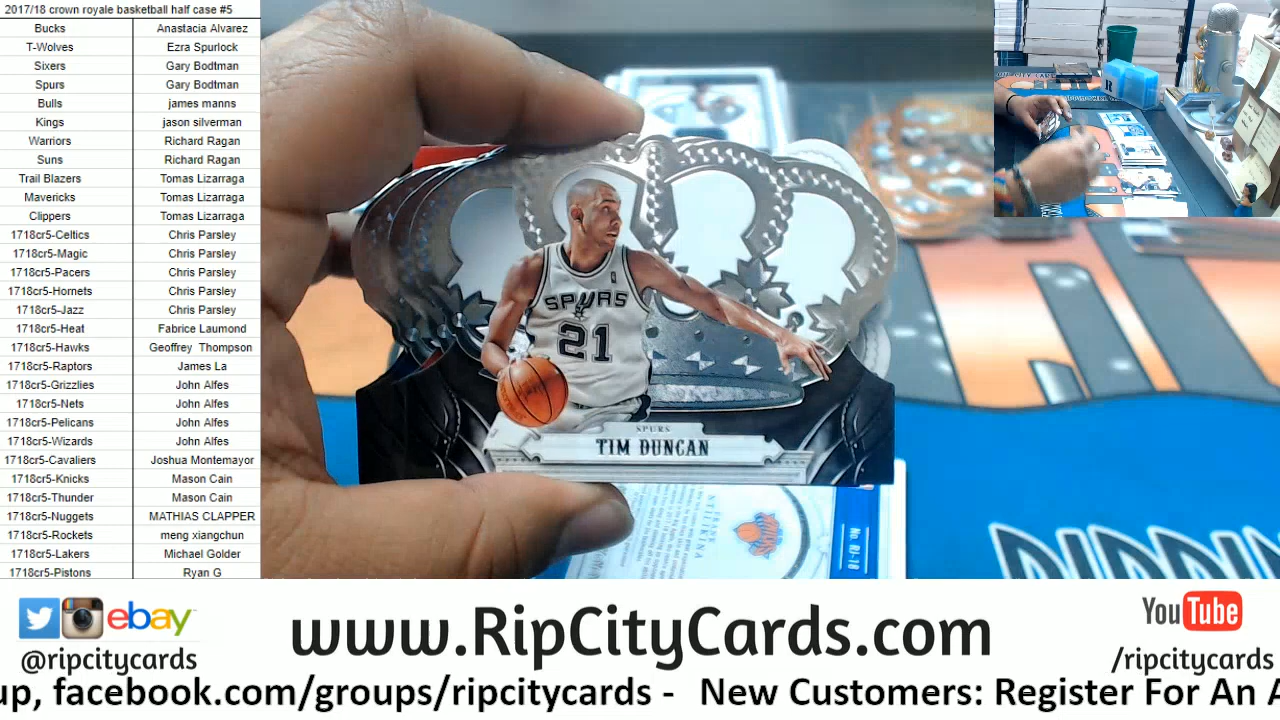 2017/18 crown royale basketball half case #5
Bucks Anastacia Alvarez
T-Wolves Ezra Spurlock
Sixers Gary Bodtman
Spurs Gary Bodtman
Bulls james manns
Kings jason silverman
Warriors Richard Ragan
Suns Richard Ragan
Trail Blazers Tomas Lizarraga
Mavericks Tomas Lizarraga
Clippers Tomas Lizarraga
1718cr5-Celtics Chris Parsley
1718cr5-Magic Chris Parsley
1718cr5-Pacers Chris Parsley
1718cr5-Hornets Chris Parsley
1718cr5-Jazz Chris Parsley
1718cr5-Heat Fabrice Laumond
1718cr5-Hawks Geoffrey Thompson
1718cr5-Raptors James La
1718cr5-Grizzlies John Alfes
1718cr5-Nets John Alfes
1718cr5-Pelicans John Alfes
1718cr5-Wizards John Alfes
1718cr5-Cavaliers Joshua Montemayor
1718cr5-Knicks Mason Cain
1718cr5-Thunder Mason Cain
1718cr5-Nuggets MATHIAS CLAPPER
1718cr5-Rockets meng xiangchun
1718cr5-Lakers Michael Golder
1718cr5-Pistons Ryan G
SPURS
21
SPURS
TIM DUNCAN
No. RJ-18
ebay
@ripcitycards
www.RipCityCards.com
YouTube
/ripcitycards
up, facebook.com/groups/ripcitycards - New Customers: Register For An A